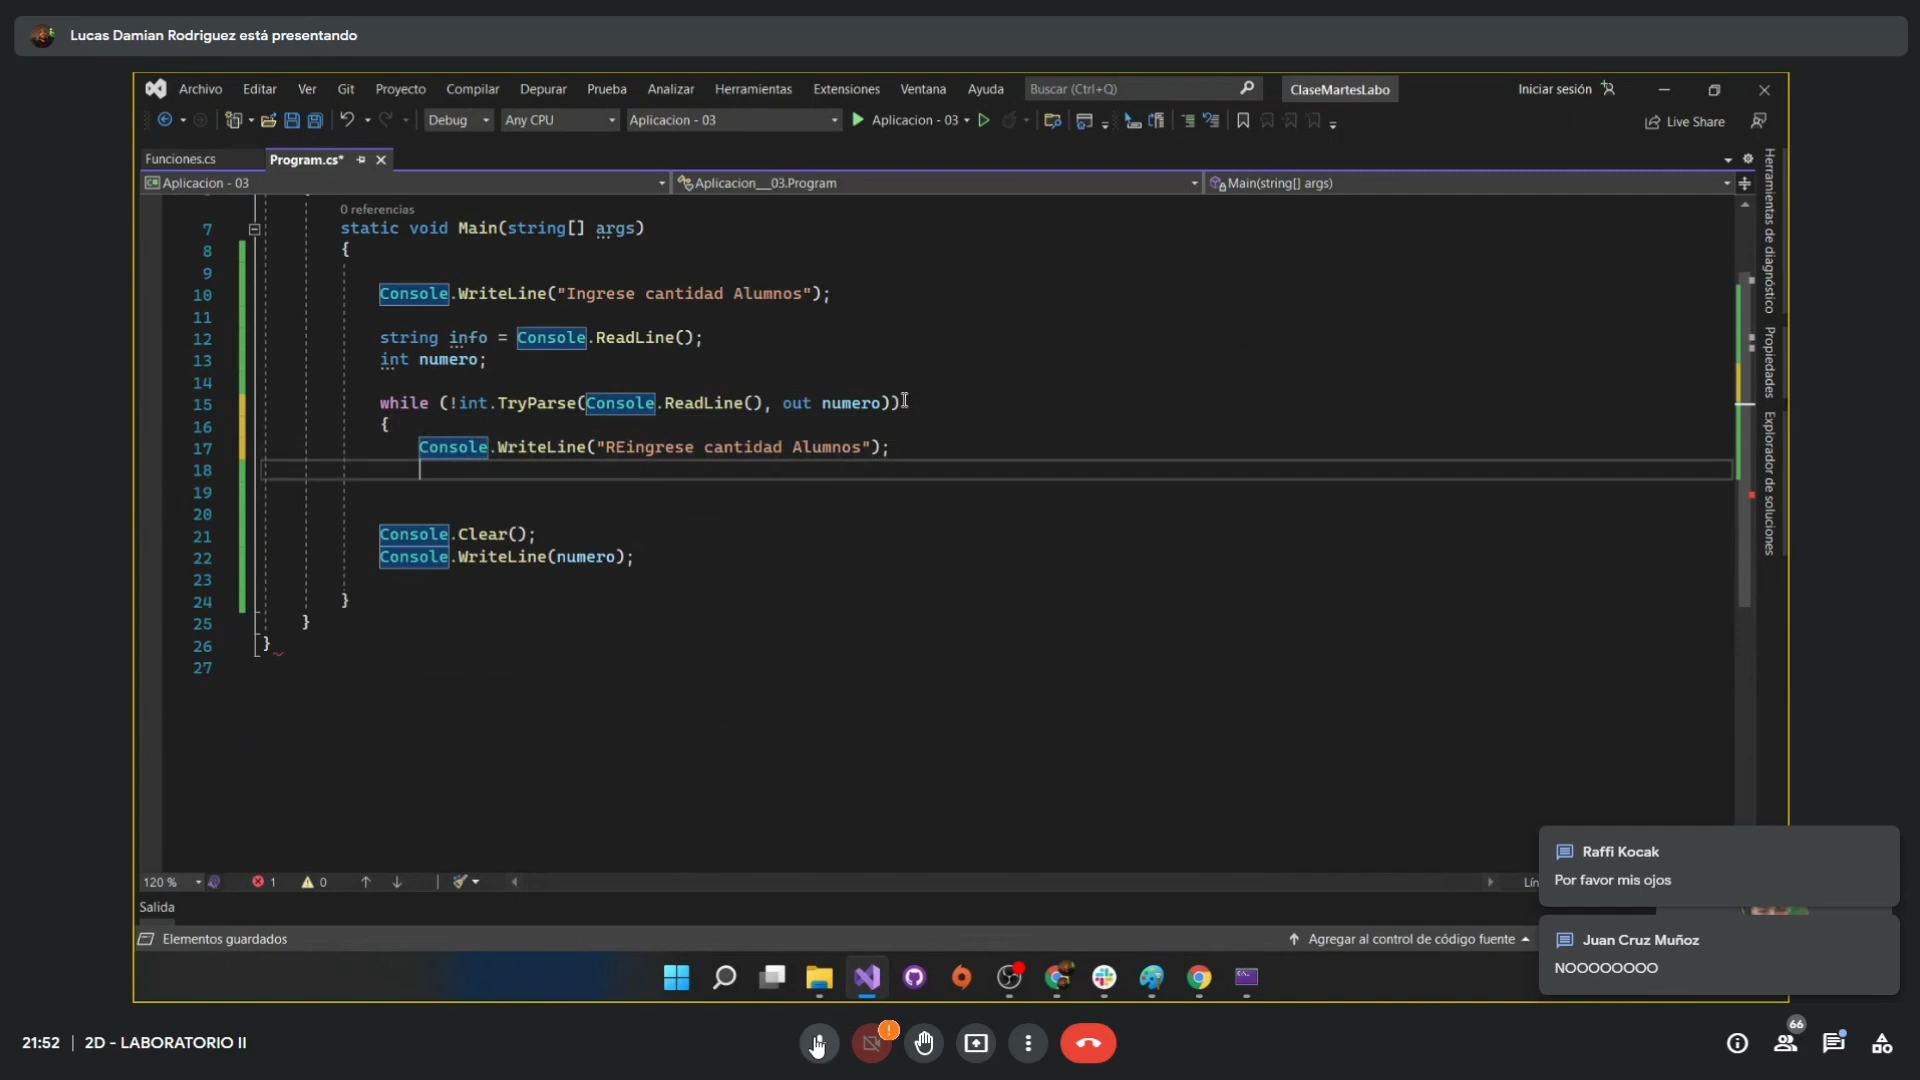 Lucas Damian Rodriguez está presentando
Archivo Editar Ver Git Proyecto Compilar Depurar Prueba Analizar Herramientas Extensiones Ventana Ayuda Buscar (Ctrl+Q) ClaseMartesLabo Iniciar sesión
Debug Any CPU Aplicacion - 03 Aplicacion - 03 Live Share
Funciones.cs Program.cs*
Aplicacion - 03 Aplicacion__03.Program Main(string[] args)
0 referencias
7 static void Main(string[] args)
8 {
9
10 Console.WriteLine("Ingrese cantidad Alumnos");
11
12 string info = Console.ReadLine();
13 int numero;
14
15 while (!int.TryParse(Console.ReadLine(), out numero))
16 {
17 Console.WriteLine("REingrese cantidad Alumnos");
18
19
20
21 Console.Clear();
22 Console.WriteLine(numero);
23
24 }
25 }
26 }
27
Herramientas de diagnóstico
Propiedades
Explorador de soluciones
120 % 1 0 Lín
Salida
Elementos guardados Agregar al control de código fuente
Raffi Kocak
Por favor mis ojos
Juan Cruz Muñoz
NOOOOOOOO
21:52 | 2D - LABORATORIO II
66